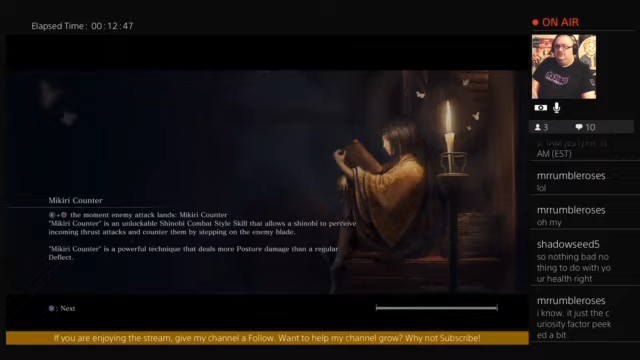 Elapsed Time: 00:12:47
ON AIR
3
10
AM (EST)
mrrumbleroses
lol
mrrumbleroses
oh my
shadowseed5
so nothing bad no
thing to do with yo
ur health right
mrrumbleroses
i know. it just the c
uriosity factor peek
ed a bit
Mikiri Counter
the moment enemy attack lands: Mikiri Counter
"Mikiri Counter" is an unlockable Shinobi Combat Style Skill that allows a shinobi to perceive
incoming thrust attacks and counter them by stepping on the enemy blade.
"Mikiri Counter" is a powerful technique that deals more Posture damage than a regular
Deflect.
: Next
If you are enjoying the stream, give my channel a Follow. Want to help my channel grow? Why not Subscribe!